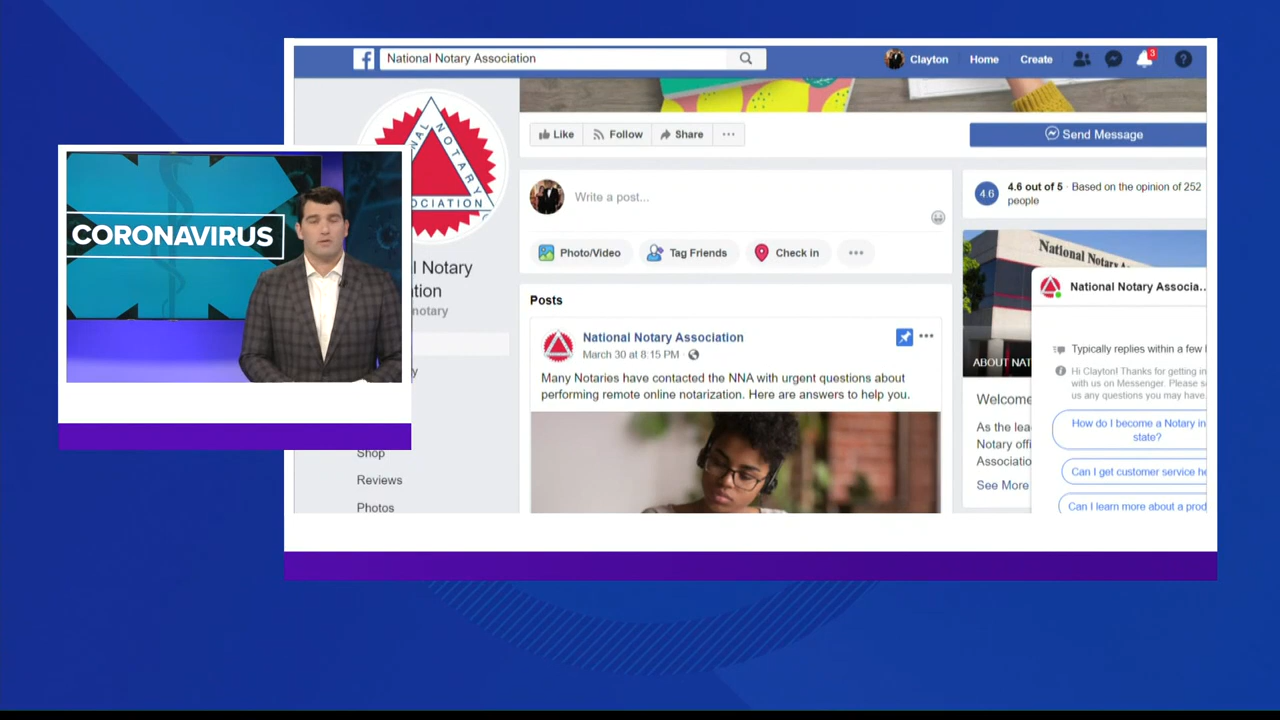 National Notary Association
Clayton
Home
Create
3
?
NOTARY
OCIATION
l Notary
tion
notary
y
Shop
Reviews
Photos
Like
Follow
Share
Send Message
Write a post...
Photo/Video
Tag Friends
Check in
Posts
National Notary Association
March 30 at 8:15 PM
Many Notaries have contacted the NNA with urgent questions about
performing remote online notarization. Here are answers to help you.
4.6
4.6 out of 5 · Based on the opinion of 252
people
National Notary A
ABOUT NAT
Welcome
As the lea
Notary offi
Associatio
See More
National Notary Associa...
Typically replies within a few
Hi Clayton! Thanks for getting in
with us on Messenger. Please s
us any questions you may have.
How do I become a Notary in
state?
Can I get customer service he
Can I learn more about a prod
CORONAVIRUS